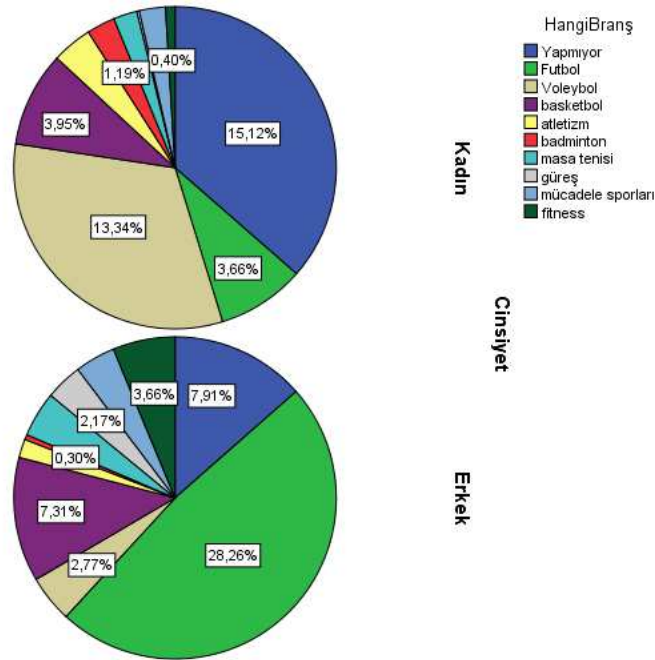 HangiBranş
Yapmıyor
Futbol
Voleybol
basketbol
atletizm
badminton
masa tenisi
güreş
mücadele sporları
fitness
Kadın
0,40%
1,19%
3,95%
15,12%
13,34%
3,66%
Cinsiyet
Erkek
3,66%
7,91%
2,17%
0,30%
7,31%
28,26%
2,77%